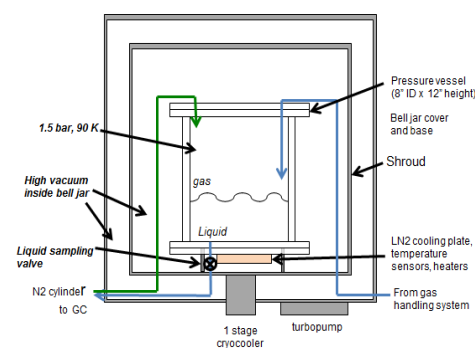 Pressure vessel
(8" ID x 12" height)
Bell jar cover
and base
1.5 bar, 90 K
Shroud
gas
High vacuum
inside bell jar
Liquid
Liquid sampling
valve
LN2 cooling plate,
temperature
sensors, heaters
N2 cylinder
to GC
From gas
handling system
1 stage
cryocooler
turbopump